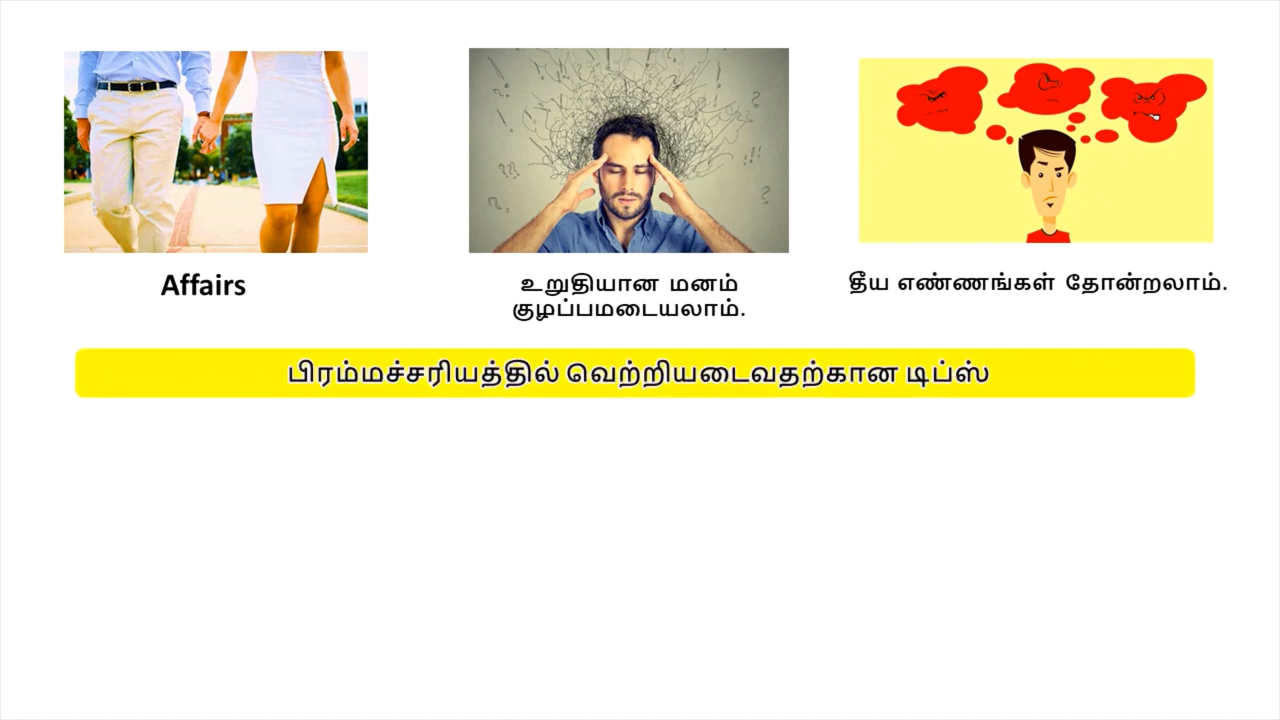 Affairs
உறுதியான மனம்
குழப்பமடையலாம்.
தீய எண்ணங்கள் தோன்றலாம்.
பிரம்மச்சரியத்தில் வெற்றியடைவதற்கான டிப்ஸ்